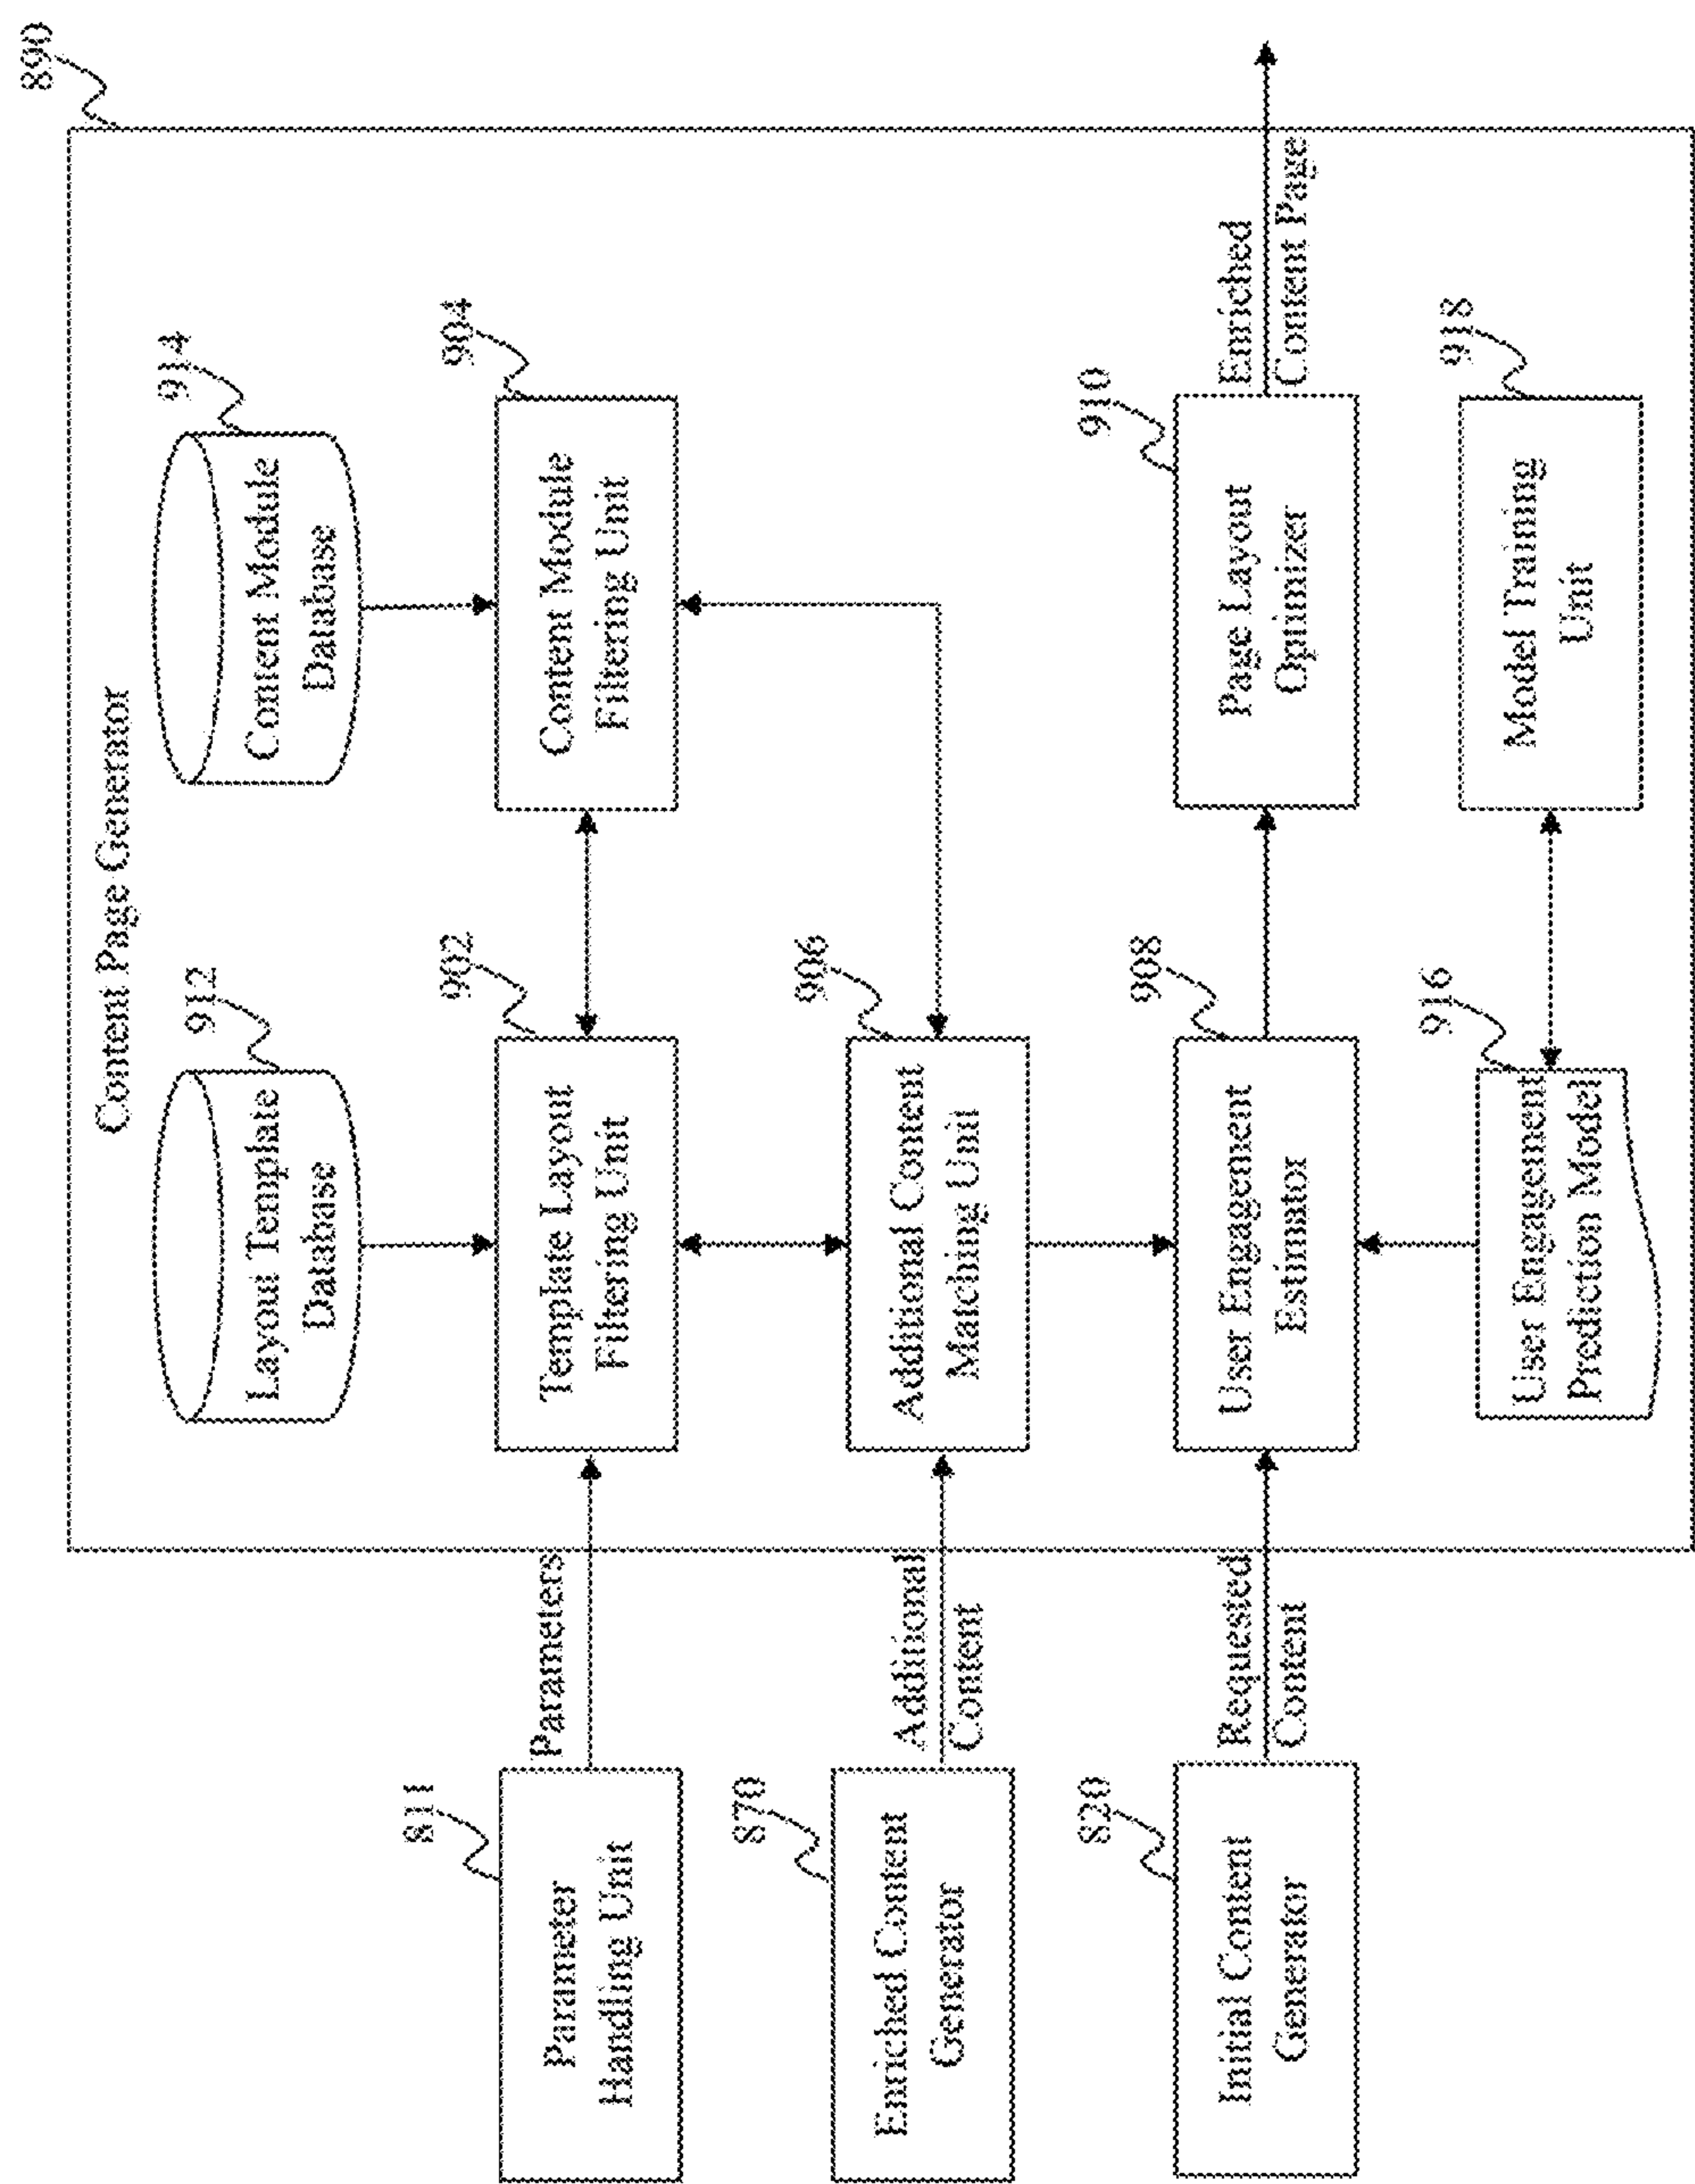 890
Content Page Generator
912
Layout Template
Database
914
Content Module
Database
811
Parameter
Handling Unit
Parameters
902
Template Layout
Filtering Unit
904
Content Module
Filtering Unit
870
Enriched Content
Generator
Additional
Content
906
Additional Content
Matching Unit
820
Initial Content
Generator
Requested
Content
908
User Engagement
Estimator
910
Page Layout
Optimizer
Enriched
Content Page
916
User Engagement
Prediction Model
918
Model Training
Unit